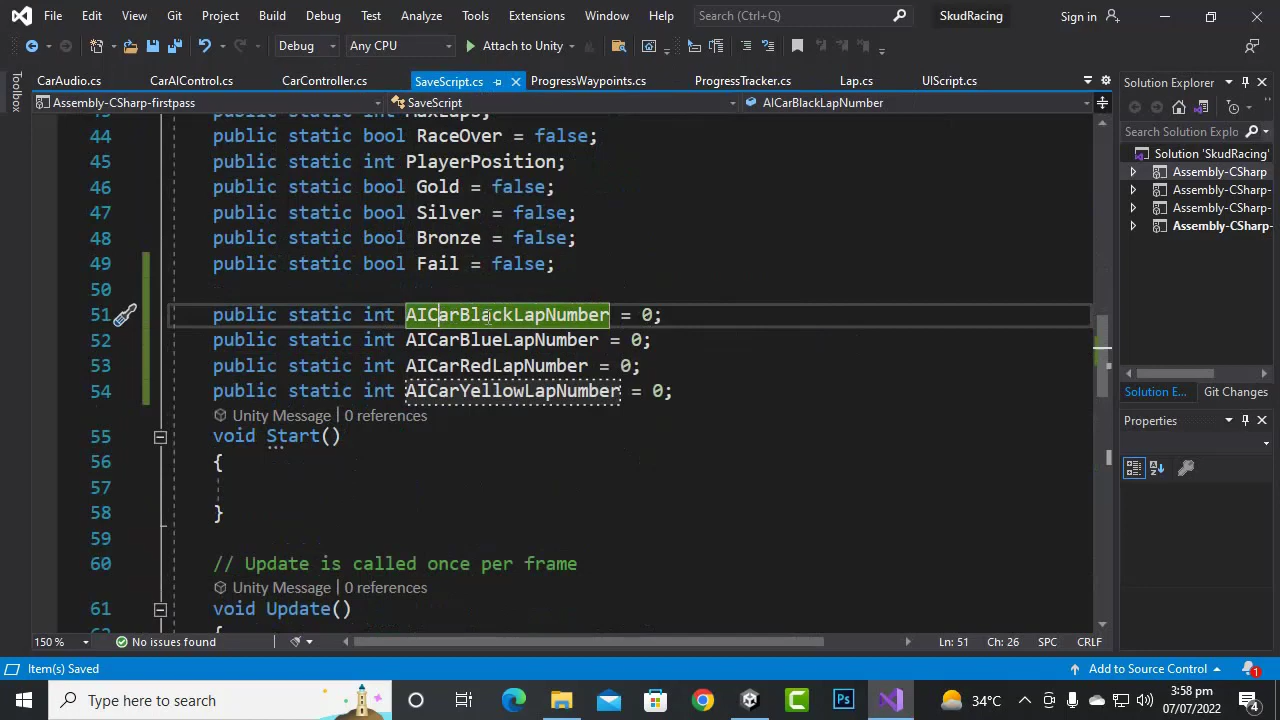 File Edit View Git Project Build Debug Test Analyze Tools Extensions Window Help Search (Ctrl+Q) SkudRacing Sign in
Debug Any CPU Attach to Unity
CarAudio.cs CarAIControl.cs CarController.cs SaveScript.cs ProgressWaypoints.cs ProgressTracker.cs Lap.cs UIScript.cs Solution Explorer
Toolbox
Assembly-CSharp-firstpass SaveScript AICarBlackLapNumber
public static int MaxLaps;
44 public static bool RaceOver = false;
45 public static int PlayerPosition;
46 public static bool Gold = false;
47 public static bool Silver = false;
48 public static bool Bronze = false;
49 public static bool Fail = false;
50
51 public static int AICarBlackLapNumber = 0;
52 public static int AICarBlueLapNumber = 0;
53 public static int AICarRedLapNumber = 0;
54 public static int AICarYellowLapNumber = 0;
Unity Message | 0 references
55 void Start()
56 {
57
58 }
59
60 // Update is called once per frame
Unity Message | 0 references
61 void Update()
{
Search Solution Explo
Solution 'SkudRacing'
Assembly-CSharp
Assembly-CSharp-
Assembly-CSharp-
Assembly-CSharp-
Solution E... Git Changes
Properties
150 % No issues found Ln: 51 Ch: 26 SPC CRLF
Item(s) Saved Add to Source Control 1
Type here to search Ps 34°C 3:58 pm
07/07/2022 4